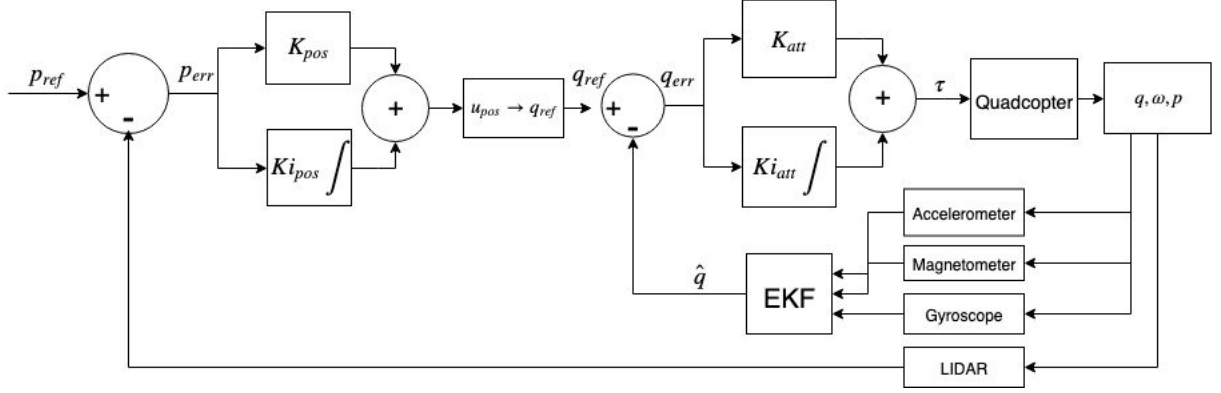 p_ref
+
-
p_err
K_pos
Ki_pos ∫
+
u_pos → q_ref
q_ref
+
-
q_err
K_att
Ki_att ∫
+
τ
Quadcopter
q, ω, p
Accelerometer
Magnetometer
Gyroscope
LIDAR
EKF
q̂